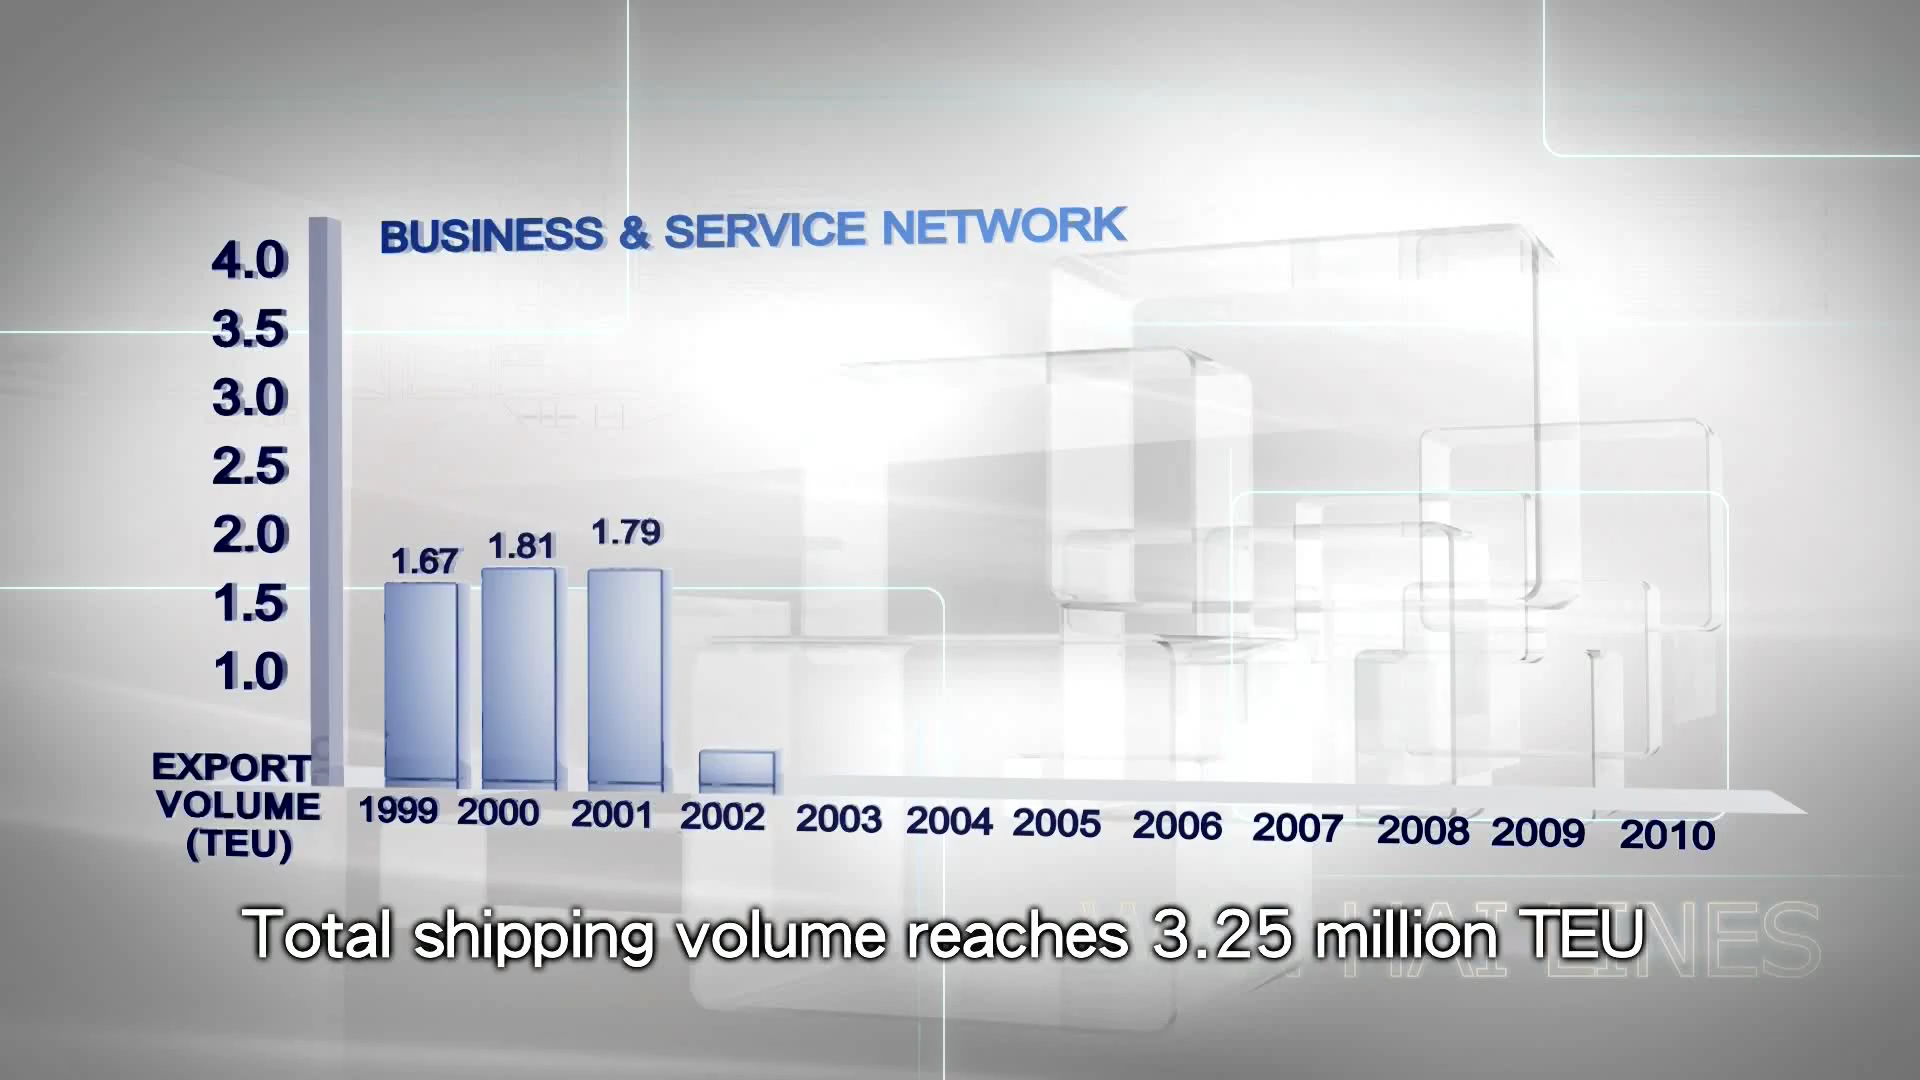 BUSINESS & SERVICE NETWORK
4.0
3.5
3.0
2.5
2.0
1.5
1.0
1.67
1.81
1.79
EXPORT
VOLUME
(TEU)
1999 2000 2001 2002 2003 2004 2005 2006 2007 2008 2009 2010
Total shipping volume reaches 3.25 million TEU
HAI LINES